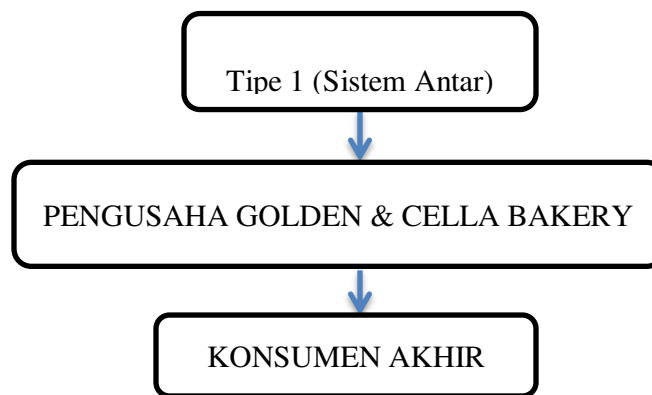 Tipe 1 (Sistem Antar)
PENGUSAHA GOLDEN & CELLA BAKERY
KONSUMEN AKHIR